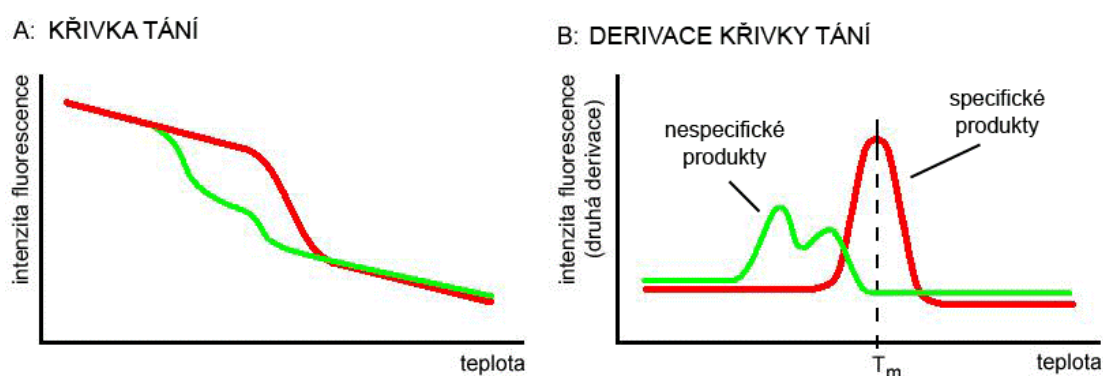 A: KŘIVKA TÁNÍ
intenzita fluorescence
teplota
B: DERIVACE KŘIVKY TÁNÍ
intenzita fluorescence
(druhá derivace)
nespecifické
produkty
specifické
produkty
Tm
teplota